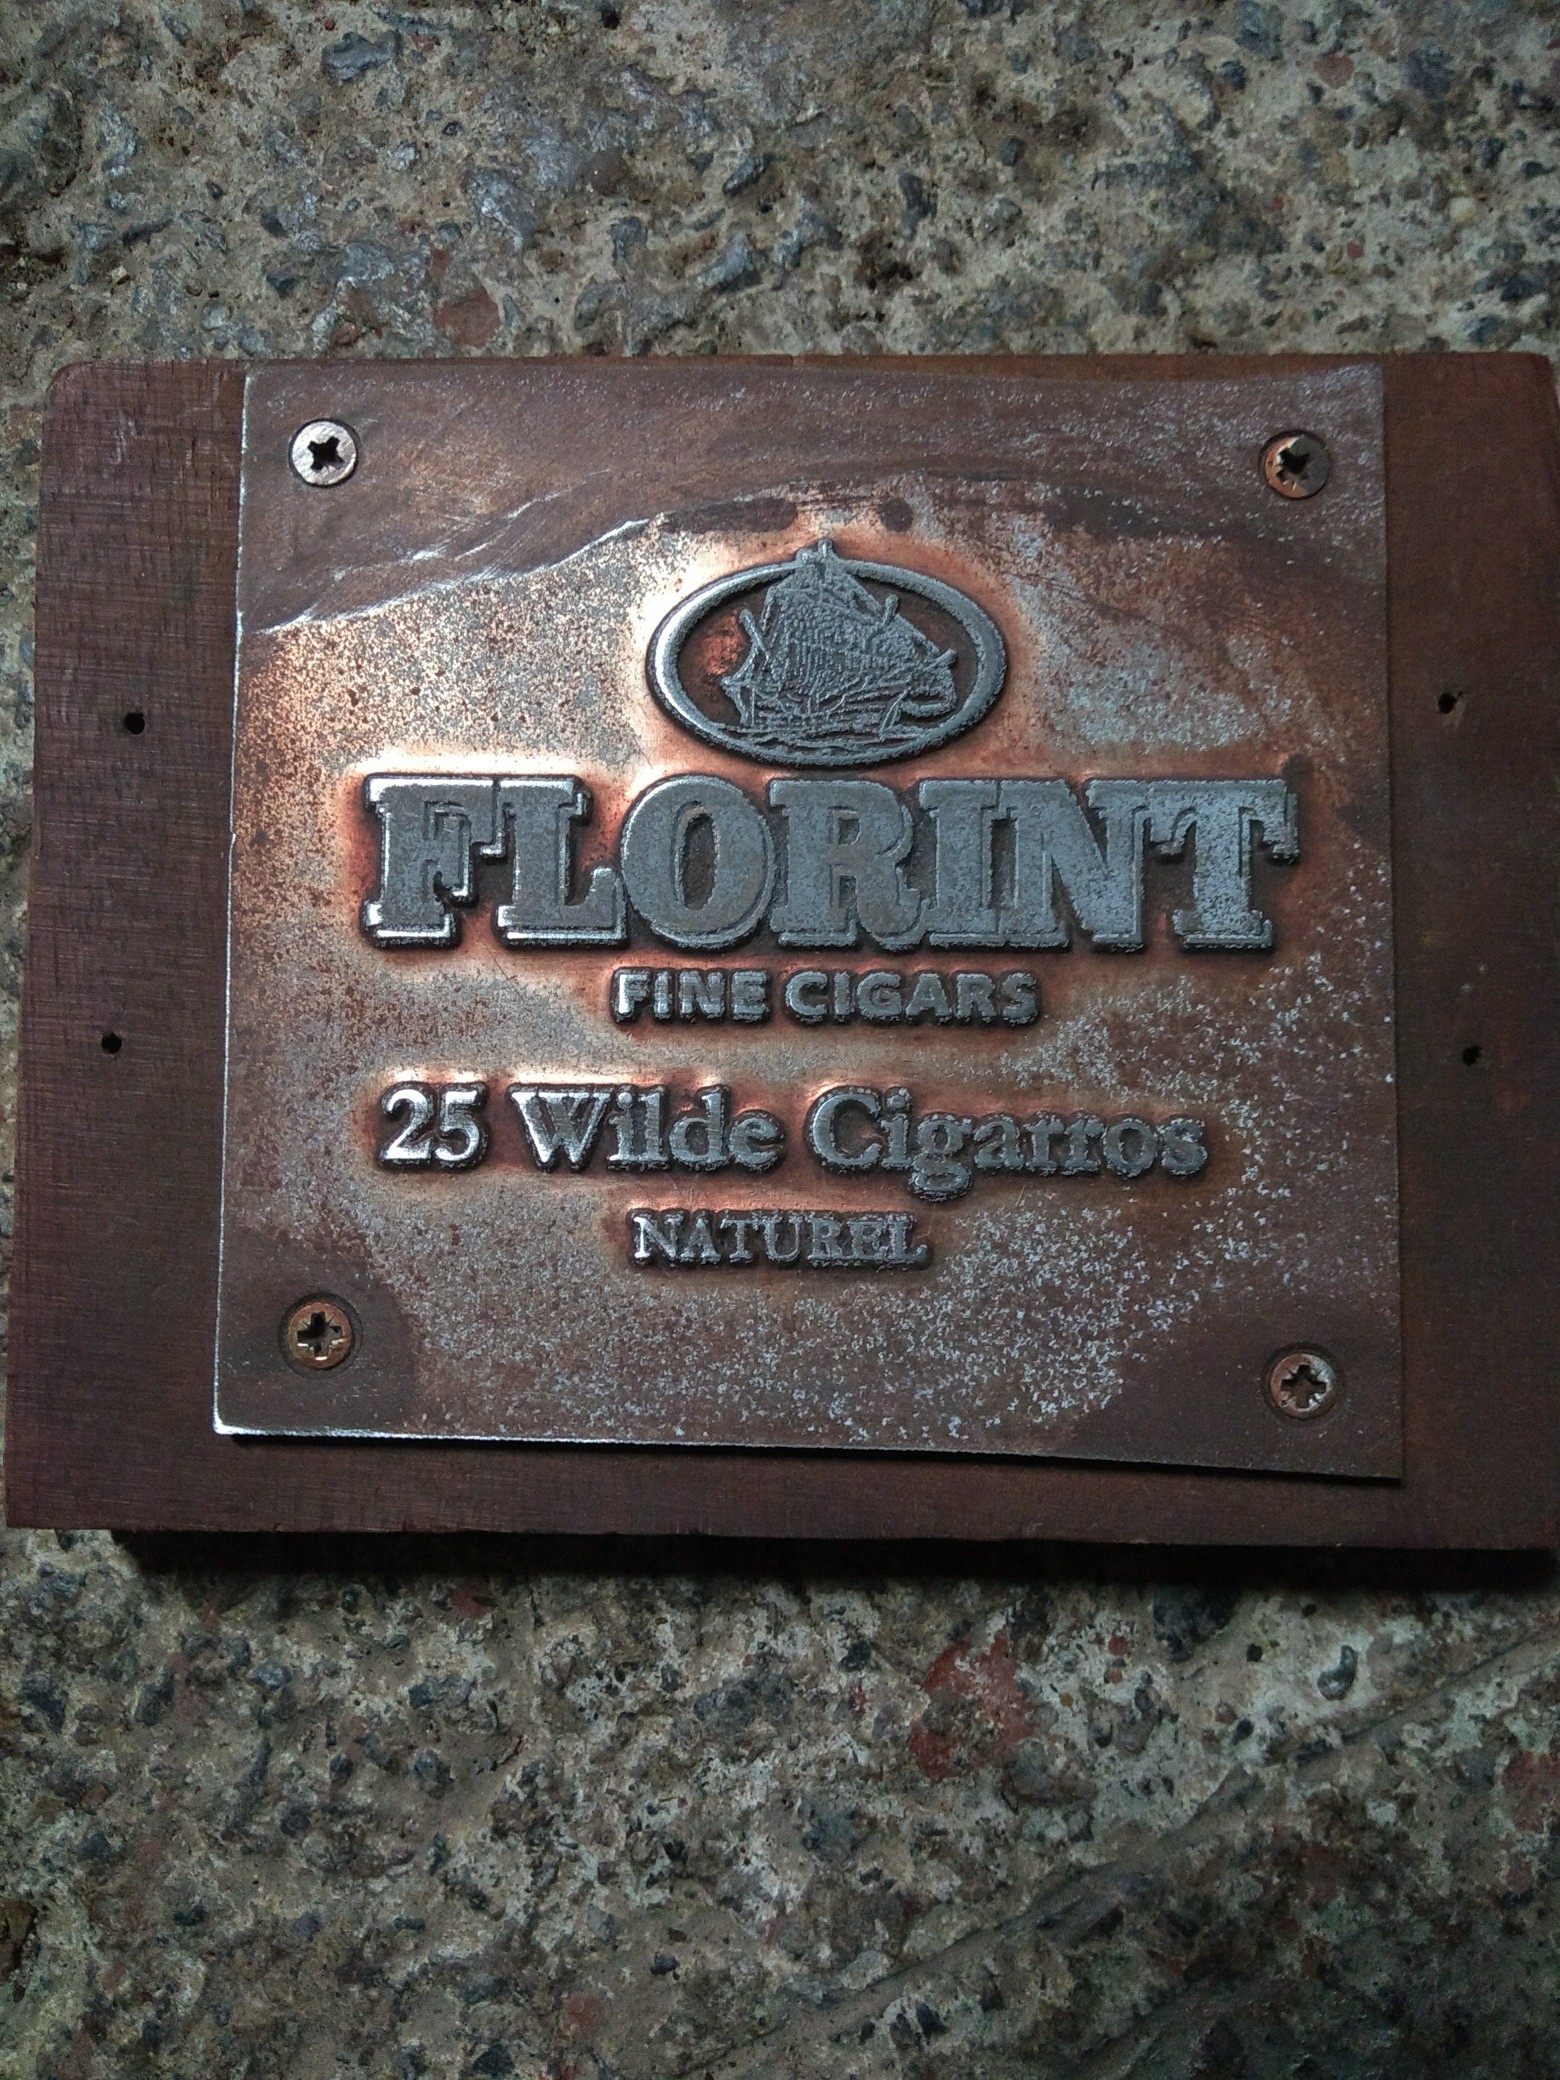 FLORINT
FINE CIGARS
25 Wilde Cigarros
NATUREL